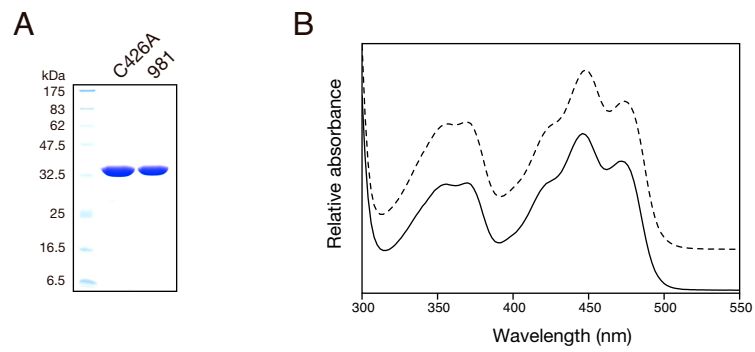 A
B
C426A
981
kDa
175
83
62
47.5
32.5
25
16.5
6.5
Relative absorbance
300
350
400
450
500
550
Wavelength (nm)